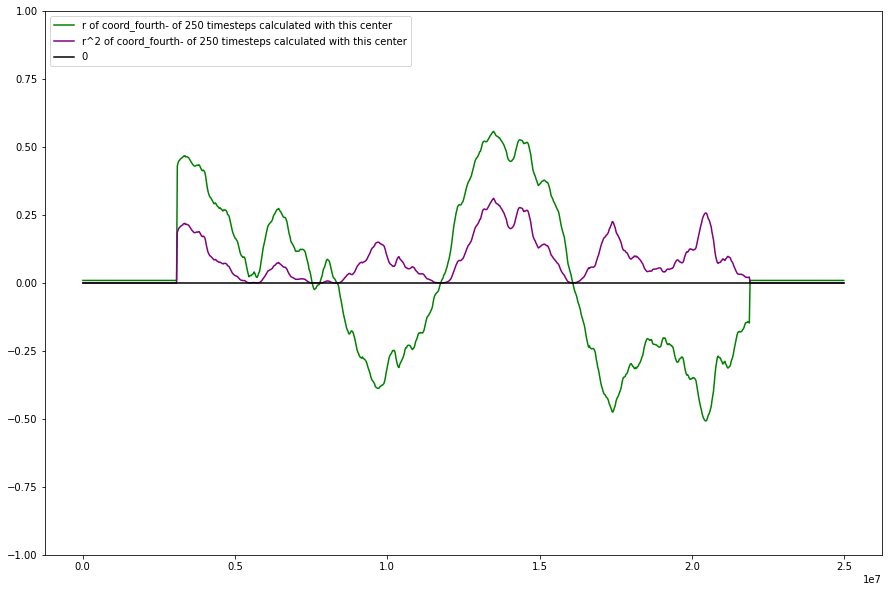 r of coord_fourth- of 250 timesteps calculated with this center
r^2 of coord_fourth- of 250 timesteps calculated with this center
0
1.00
0.75
0.50
0.25
0.00
−0.25
−0.50
−0.75
−1.00
0.0 0.5 1.0 1.5 2.0 2.5
1e7